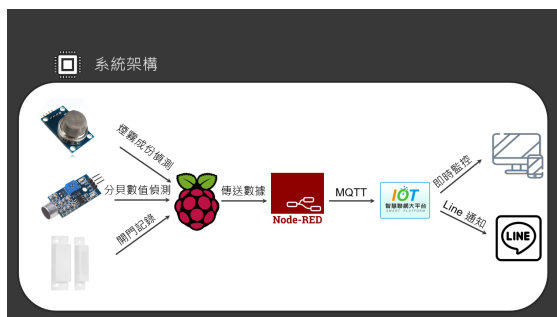 系統架構
煙霧成份偵測
分貝數值偵測
開門記錄
傳送數據
Node-RED
MQTT
IOT
智慧聯網大平台
SMART PLATFORM
即時監控
Line 通知
LINE